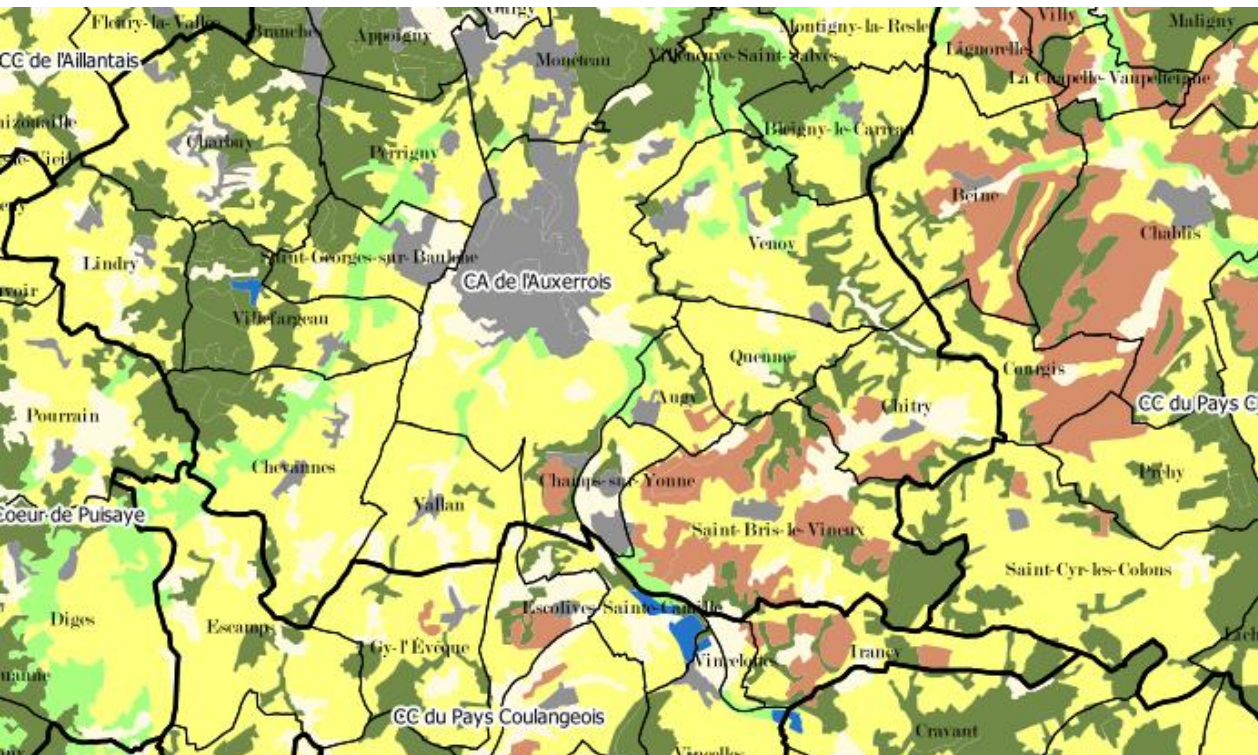 Fleury-la-Vallée
Branches
Appoigny
Gurgy
Monéteau
Montigny-la-Resle
Villy
Maligny
CC de l'Aillantais
Villeneuve-Saint-Salves
Lignorelles
La Chapelle-Vaupelteigne
Charbuy
Perrigny
Bleigny-le-Carreau
Beine
Chablis
Lindry
Saint-Georges-sur-Baulche
Venoy
CA de l'Auxerrois
Villefargeau
Quenne
Courgis
Pourrain
Augy
Chitry
CC du Pays C
Chevannes
Champs-sur-Yonne
Préhy
Coeur de Puisaye
Vallan
Saint-Bris-le-Vineux
Saint-Cyr-les-Colons
Diges
Escamps
Escolives-Sainte-Camille
Gy-l'Évêque
Vincelottes
Irancy
CC du Pays Coulangeois
Cravant
Vincelles